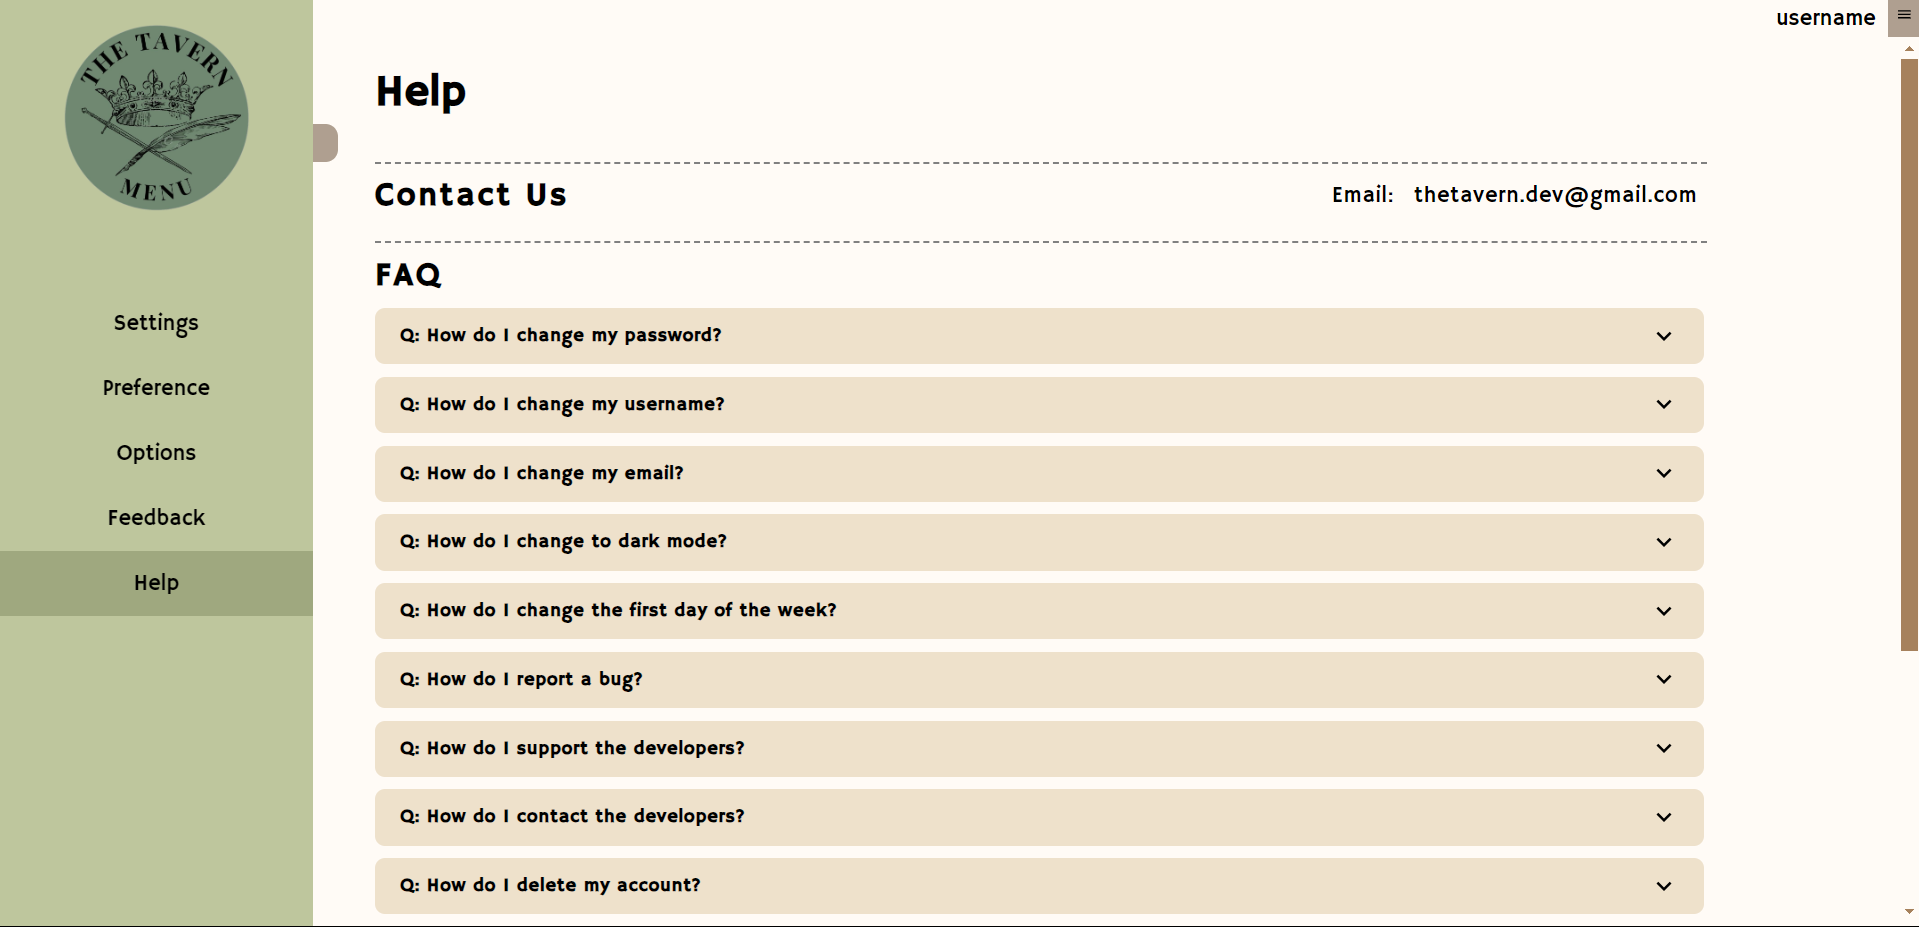 THE TAVERN
MENU
username
Settings
Preference
Options
Feedback
Help
Help
Contact Us
Email: thetavern.dev@gmail.com
FAQ
Q: How do I change my password?
Q: How do I change my username?
Q: How do I change my email?
Q: How do I change to dark mode?
Q: How do I change the first day of the week?
Q: How do I report a bug?
Q: How do I support the developers?
Q: How do I contact the developers?
Q: How do I delete my account?